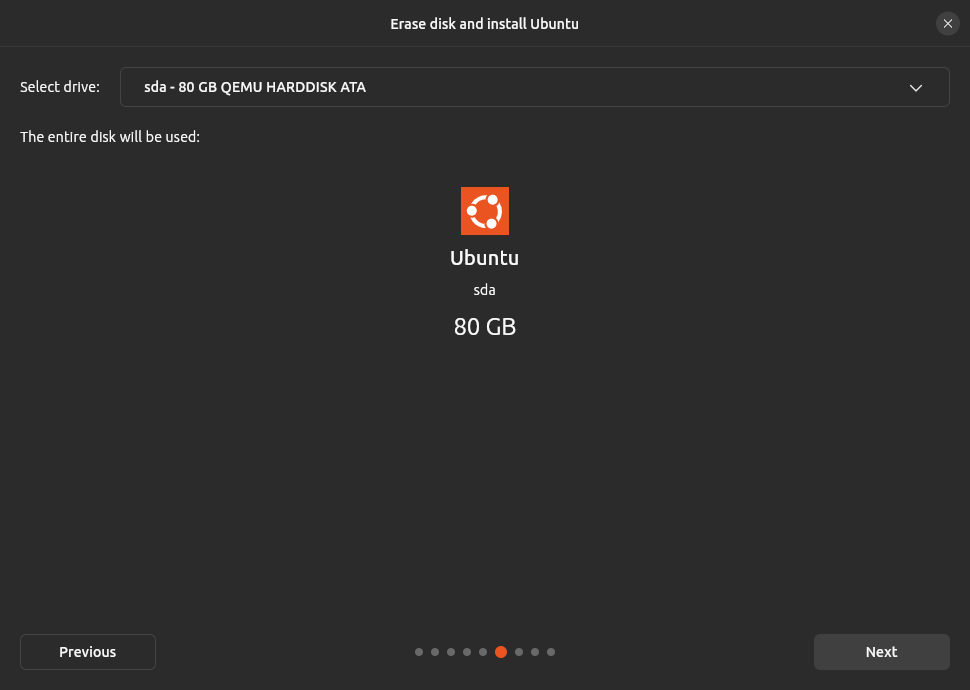 Erase disk and install Ubuntu
Select drive: sda - 80 GB QEMU HARDDISK ATA
The entire disk will be used:
Ubuntu
sda
80 GB
Previous Next